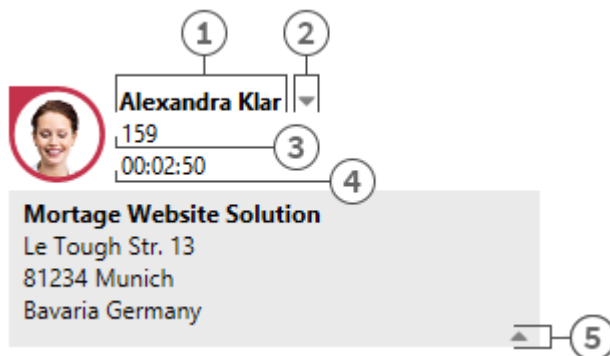 1 2
Alexandra Klar
159
3
00:02:50
4
Mortage Website Solution
Le Tough Str. 13
81234 Munich
Bavaria Germany
5